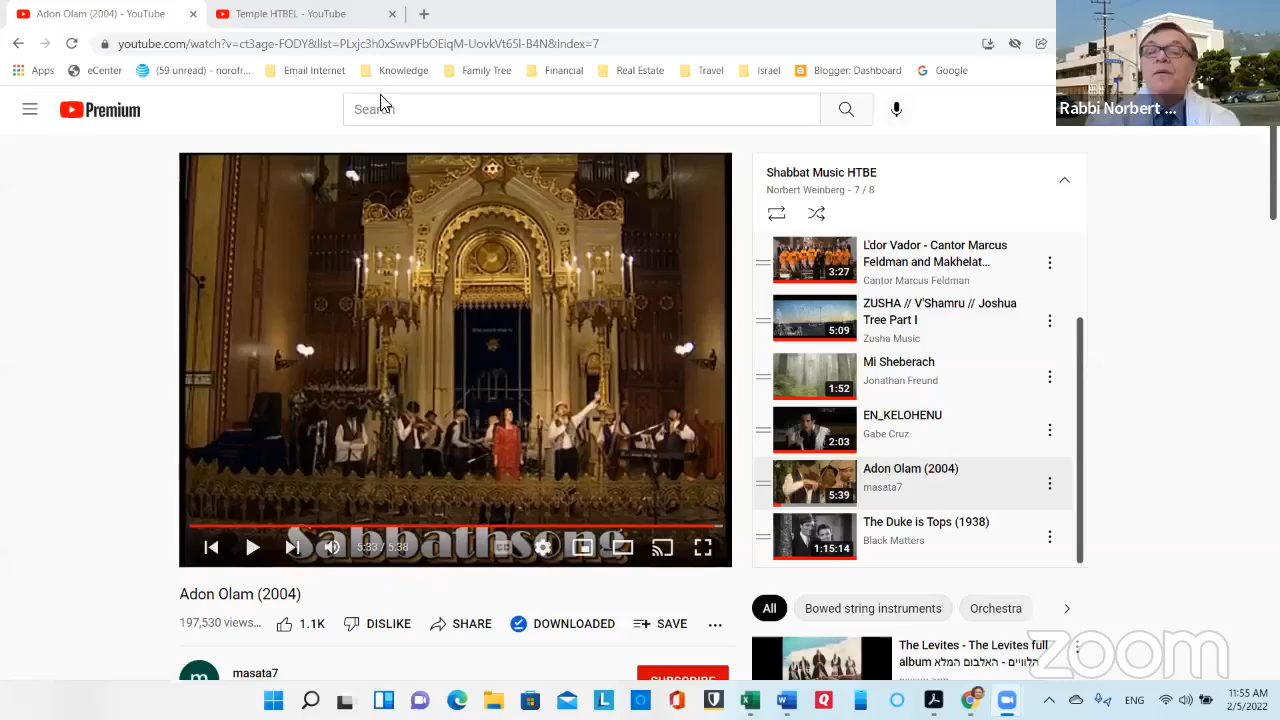 Adon Olam (2004) - YouTube
Temple HTBEL - YouTube
youtube.com/watch?v=ct3age-FODY&list=PLxjc3h0xSwvPFbOEiqM-UovkVt65I-B4N&index=7
Apps
eCenter
(59 unread) - norofr...
Email Internet
Knowledge
Family Tree
Financial
Real Estate
Travel
Israel
Blogger: Dashboard
Google
Rabbi Norbert ...
Premium
Search
Shabbat Music HTBE
Norbert Weinberg - 7 / 8
L'dor Vador - Cantor Marcus
Feldman and Makhelat...
Cantor Marcus Feldman
3:27
ZUSHA // V'Shamru // Joshua
Tree Part I
Zusha Music
5:09
Mi Sheberach
Jonathan Freund
1:52
EN_KELOHENU
Gabe Cruz
2:03
Adon Olam (2004)
masata7
5:39
The Duke is Tops (1938)
Black Matters
1:15:14
Sabbathsong
5:33 / 5:38
Adon Olam (2004)
197,530 views...
1.1K
DISLIKE
SHARE
DOWNLOADED
SAVE
m
masata7
SUBSCRIBE
All
Bowed string instruments
Orchestra
The Levites - The Levites full
album הלוויים - האלבום המלא
zoom
ENG
11:55 AM
2/5/2022